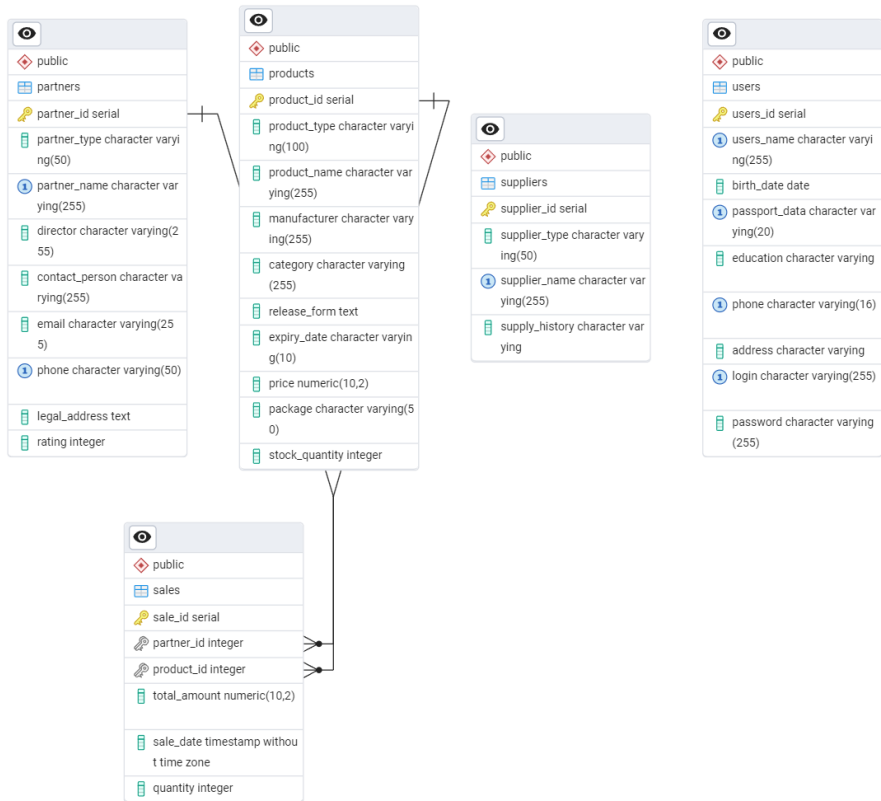 public
partners
partner_id serial
partner_type character varyi
ng(50)
partner_name character var
ying(255)
director character varying(2
55)
contact_person character va
rying(255)
email character varying(25
5)
phone character varying(50)
legal_address text
rating integer
public
products
product_id serial
product_type character varyi
ng(100)
product_name character var
ying(255)
manufacturer character vary
ing(255)
category character varying
(255)
release_form text
expiry_date character varyin
g(10)
price numeric(10,2)
package character varying(5
0)
stock_quantity integer
public
suppliers
supplier_id serial
supplier_type character vary
ing(50)
supplier_name character var
ying(255)
supply_history character var
ying
public
users
users_id serial
users_name character varyi
ng(255)
birth_date date
passport_data character var
ying(20)
education character varying
phone character varying(16)
address character varying
login character varying(255)
password character varying
(255)
public
sales
sale_id serial
partner_id integer
product_id integer
total_amount numeric(10,2)
sale_date timestamp withou
t time zone
quantity integer